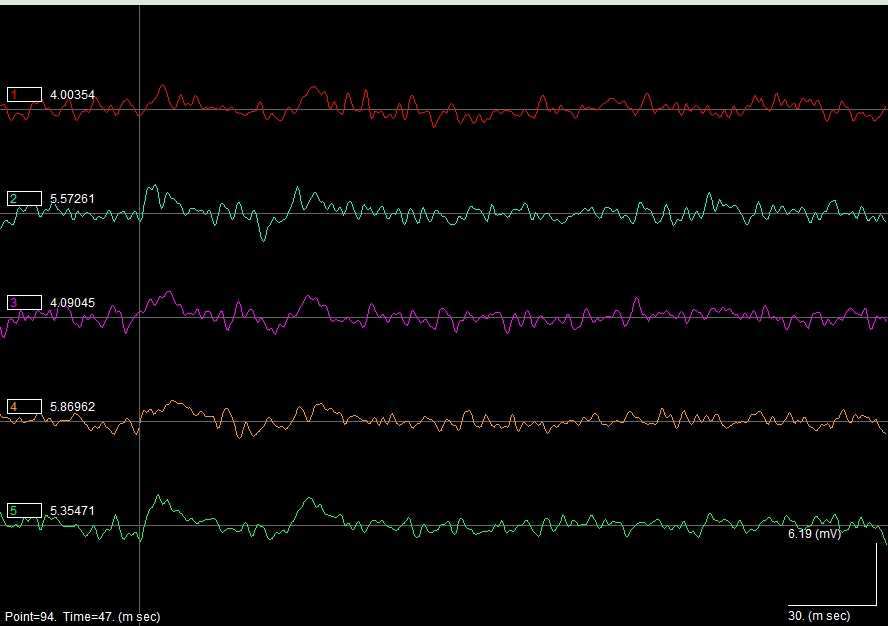 1 4.00354
2 5.57261
3 4.09045
4 5.86962
5 5.35471
6.19 (mV)
Point=94. Time=47. (m sec)
30. (m sec)